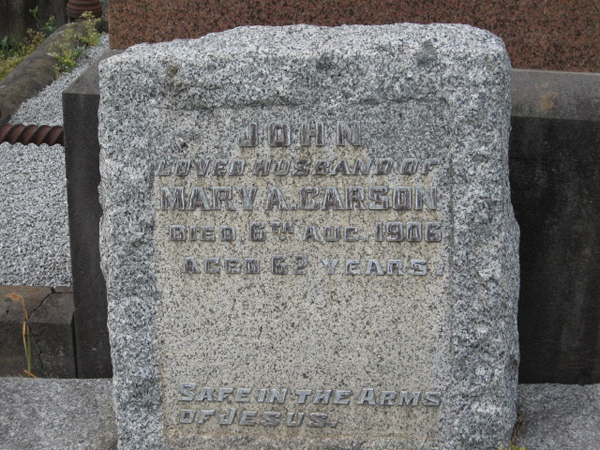 JOHN
LOVED HUSBAND OF
MARY A. CARSON
DIED 6TH AUG. 1906
AGED 62 YEARS.
SAFE IN THE ARMS
OF JESUS.